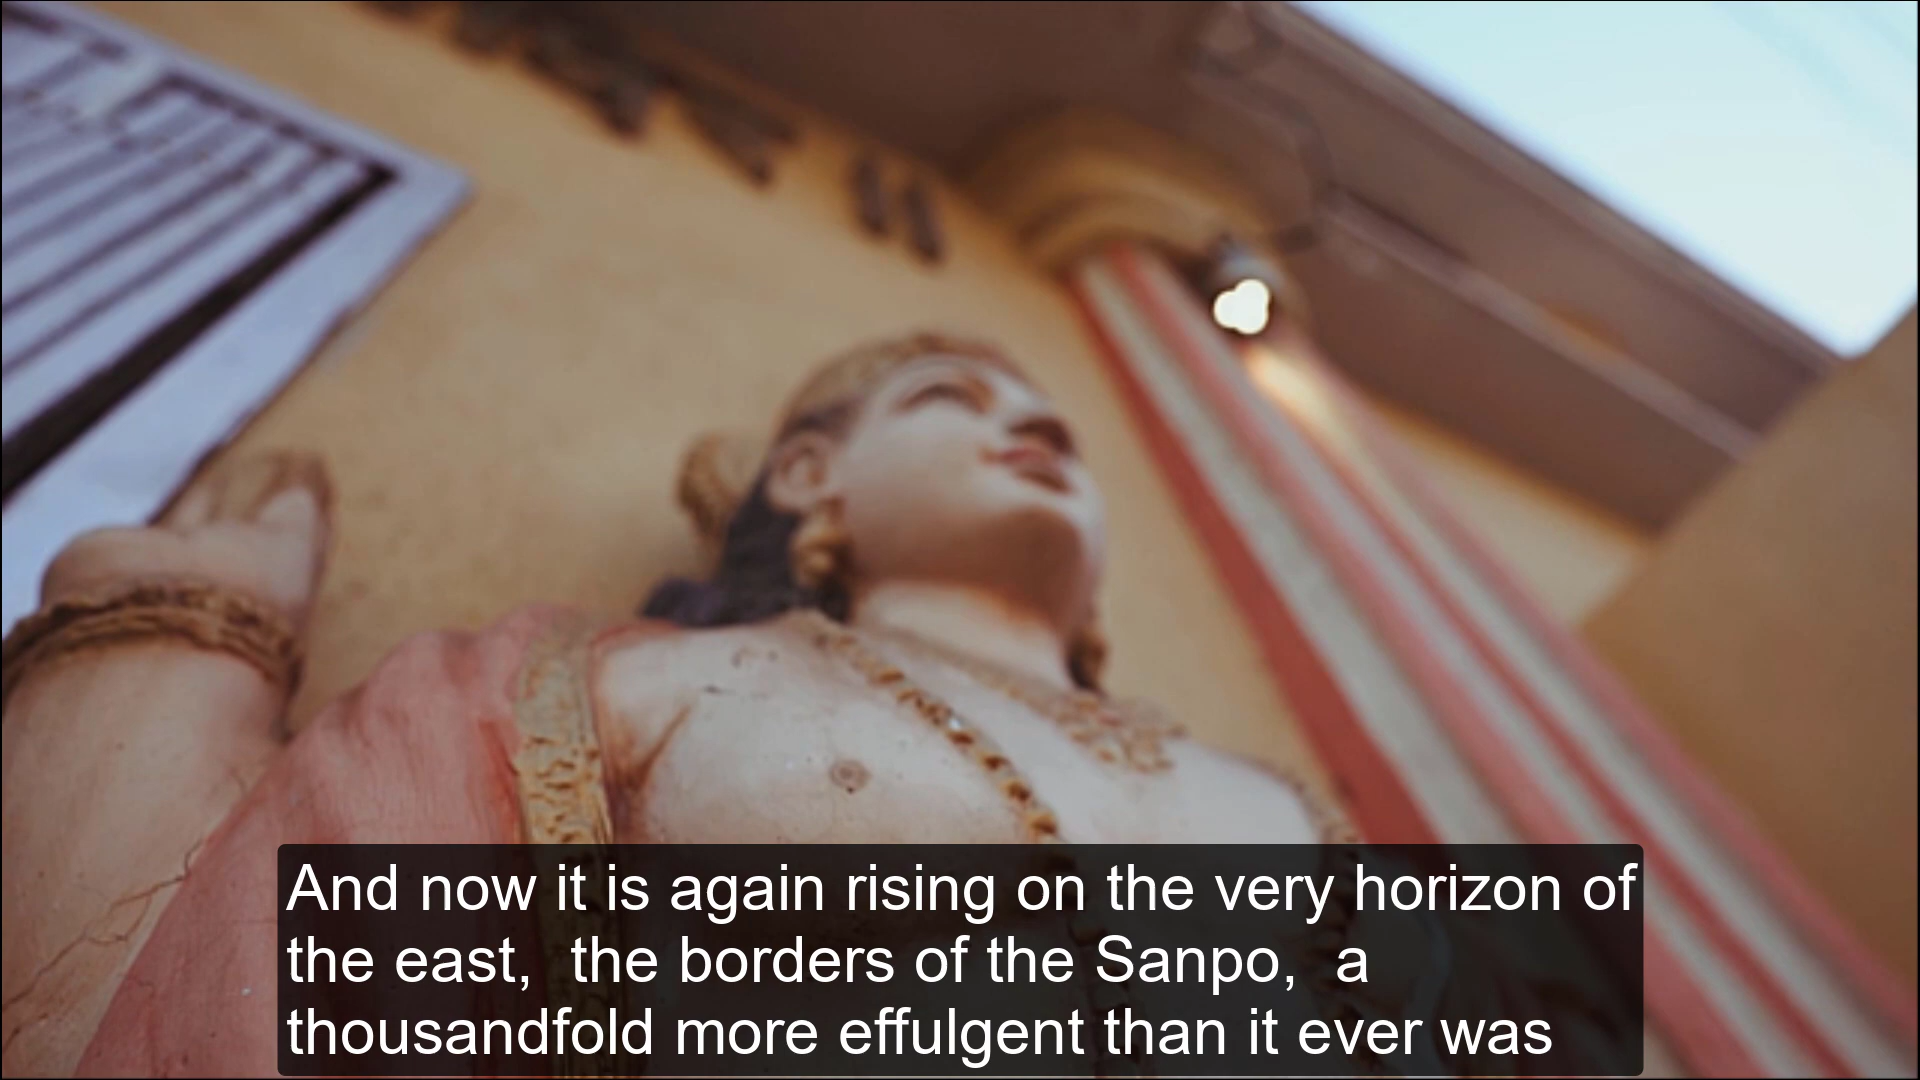 And now it is again rising on the very horizon of
the east,  the borders of the Sanpo,  a
thousandfold more effulgent than it ever was